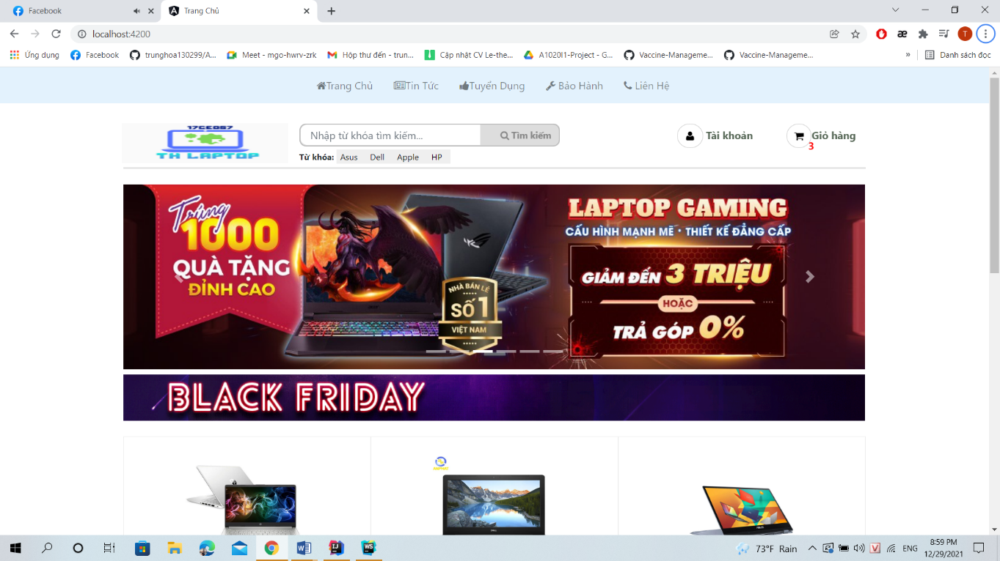 Facebook
Trang Chủ
localhost:4200
T
Ứng dụng
Facebook
trunghoa130299/A...
Meet - mgo-hwrv-zrk
Hộp thư đến - trun...
Cập nhật CV Le-the...
A1020I1-Project - G...
Vaccine-Manageme...
Vaccine-Manageme...
»
Danh sách đọc
Trang Chủ
Tin Tức
Tuyển Dụng
Bảo Hành
Liên Hệ
17CE057
TH LAPTOP
Nhập từ khóa tìm kiếm...
Tìm kiếm
Tài khoản
Giỏ hàng
3
Từ khóa: Asus Dell Apple HP
Trúng
1000
QUÀ TẶNG
ĐỈNH CAO
NHÀ BÁN LẺ
SỐ 1
VIỆT NAM
LAPTOP GAMING
CẤU HÌNH MẠNH MẼ • THIẾT KẾ ĐẲNG CẤP
GIẢM ĐẾN 3 TRIỆU
HOẶC
TRẢ GÓP 0%
BLACK FRIDAY
73°F Rain
ENG
8:59 PM
12/29/2021